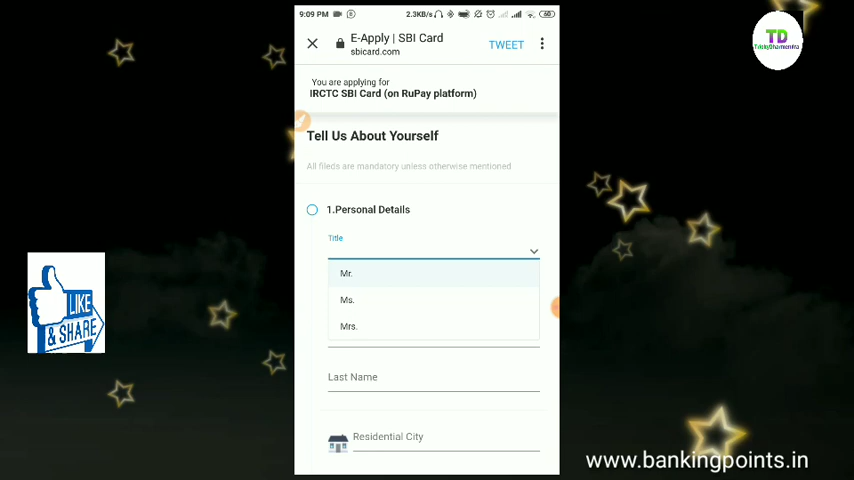 9:09 PM
2.3KB/s
60
E-Apply | SBI Card
sbicard.com
TWEET
You are applying for
IRCTC SBI Card (on RuPay platform)
Tell Us About Yourself
All fileds are mandatory unless otherwise mentioned
1.Personal Details
Title
Mr.
Ms.
Mrs.
Last Name
Residential City
LIKE
& SHARE
TD
www.bankingpoints.in